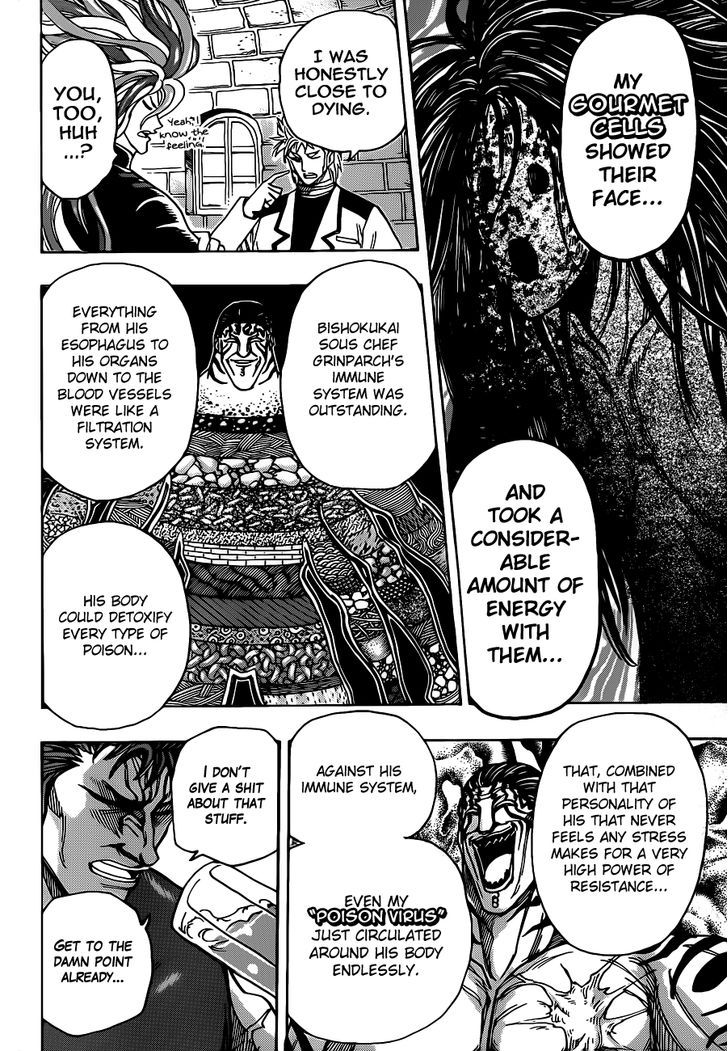 MY
GOURMET
CELLS
SHOWED
THEIR
FACE...
AND
TOOK A
CONSIDER-
ABLE
AMOUNT OF
ENERGY
WITH
THEM...
I WAS
HONESTLY
CLOSE TO
DYING.
Yeah, I
know the
feeling.
YOU,
TOO,
HUH
...?
BISHOKUKAI
SOUS CHEF
GRINPARCH'S
IMMUNE
SYSTEM WAS
OUTSTANDING.
EVERYTHING
FROM HIS
ESOPHAGUS TO
HIS ORGANS
DOWN TO THE
BLOOD VESSELS
WERE LIKE A
FILTRATION
SYSTEM.
HIS BODY
COULD DETOXIFY
EVERY TYPE OF
POISON...
THAT, COMBINED
WITH THAT
PERSONALITY OF
HIS THAT NEVER
FEELS ANY STRESS
MAKES FOR A VERY
HIGH POWER OF
RESISTANCE...
AGAINST HIS
IMMUNE SYSTEM,
EVEN MY
"POISON VIRUS"
JUST CIRCULATED
AROUND HIS BODY
ENDLESSLY.
I DON'T
GIVE A SHIT
ABOUT THAT
STUFF.
GET TO THE
DAMN POINT
ALREADY...